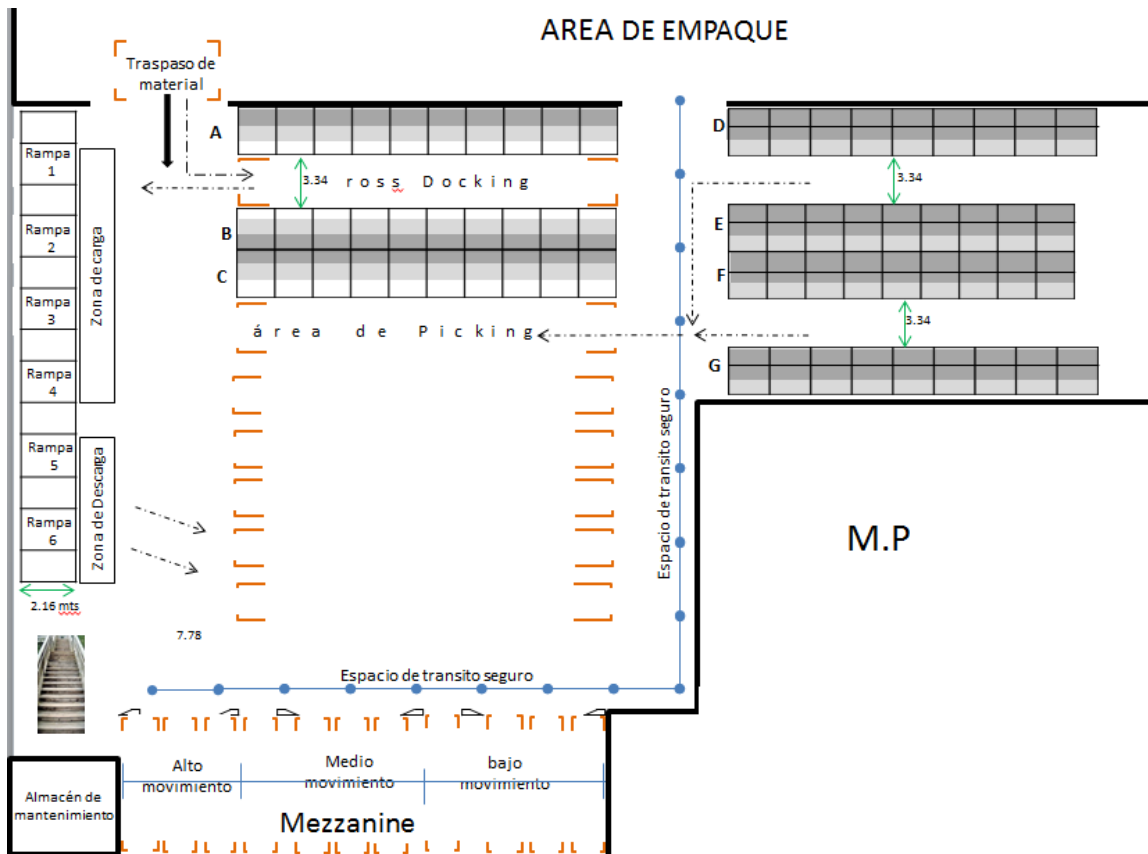 AREA DE EMPAQUE
Traspaso de
material
A
D
Rampa
1
3.34
ross Docking
3.34
Zona de carga
B
E
Rampa
2
C
F
Rampa
3
área de Picking
3.34
G
Rampa
4
Espacio de transito seguro
Rampa
5
Zona de Descarga
Rampa
6
M.P
2.16 mts
7.78
Espacio de transito seguro
Alto
movimiento
Medio
movimiento
bajo
movimiento
Almacén de
mantenimiento
Mezzanine